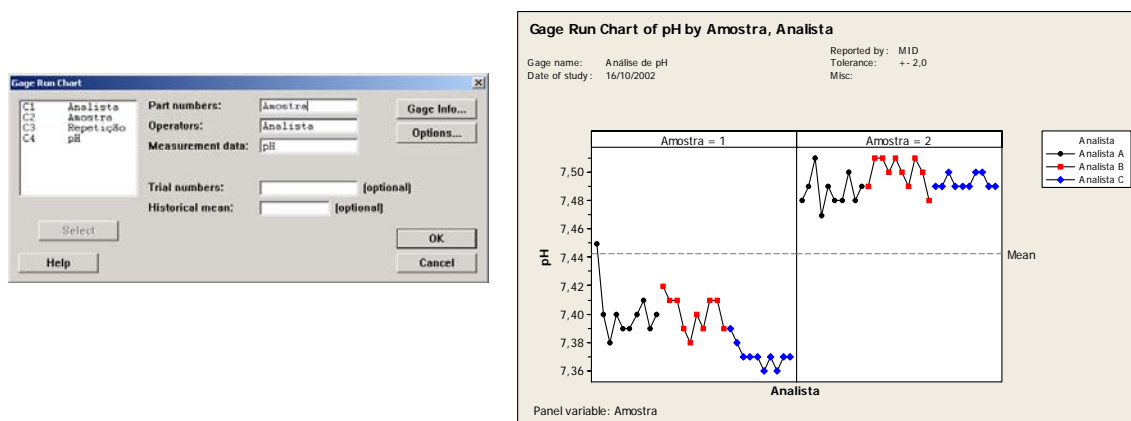 Gage Run Chart
C1 Analista
C2 Amostra
C3 Repetição
C4 pH
Part numbers: Amostra
Operators: Analista
Measurement data: pH
Trial numbers: (optional)
Historical mean: (optional)
Gage Info...
Options...
Select
OK
Help
Cancel
Gage Run Chart of pH by Amostra, Analista
Gage name: Análise de pH
Date of study: 16/10/2002
Reported by: MID
Tolerance: +- 2,0
Misc:
Amostra = 1
Amostra = 2
7,50
7,48
7,46
7,44
7,42
7,40
7,38
7,36
pH
Mean
Analista
Analista
Analista A
Analista B
Analista C
Panel variable: Amostra